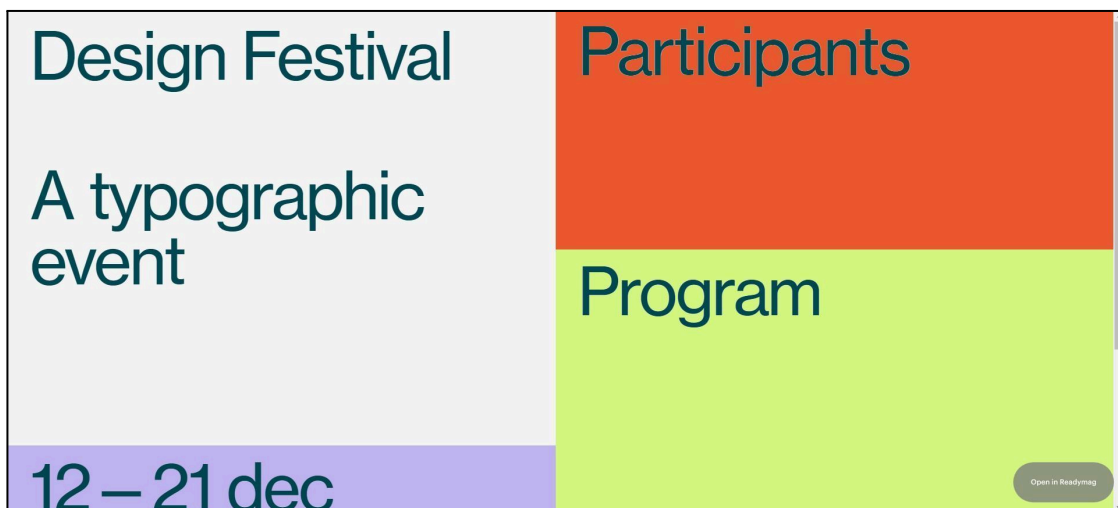 Design Festival
A typographic
event
12 – 21 dec
Participants
Program
Open in Readymag